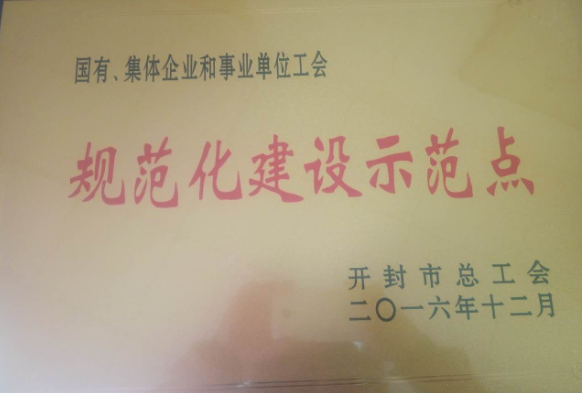 国有、集体企业和事业单位工会
规范化建设示范点
开封市总工会
二〇一六年十二月